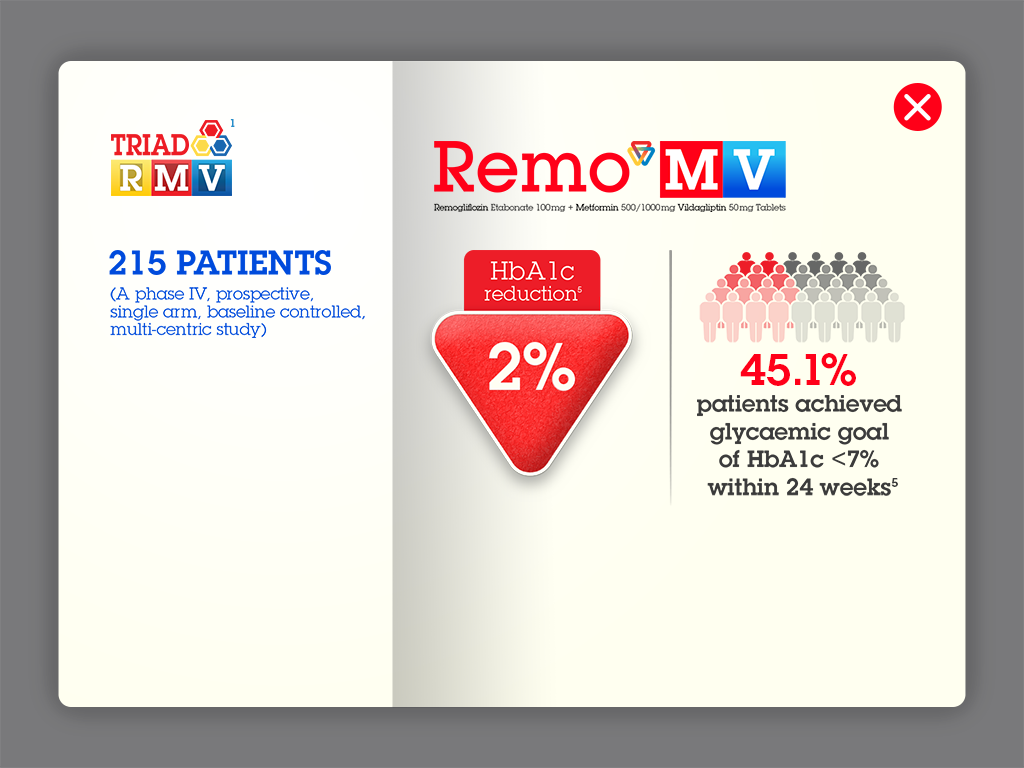 TRIAD 1
RMV
215 PATIENTS
(A phase IV, prospective,
single arm, baseline controlled,
multi-centric study)
Remo MV
Remogliflozin Etabonate 100mg + Metformin 500/1000mg Vildagliptin 50mg Tablets
HbA1c
reduction5
2%
45.1%
patients achieved
glycaemic goal
of HbA1c <7%
within 24 weeks5